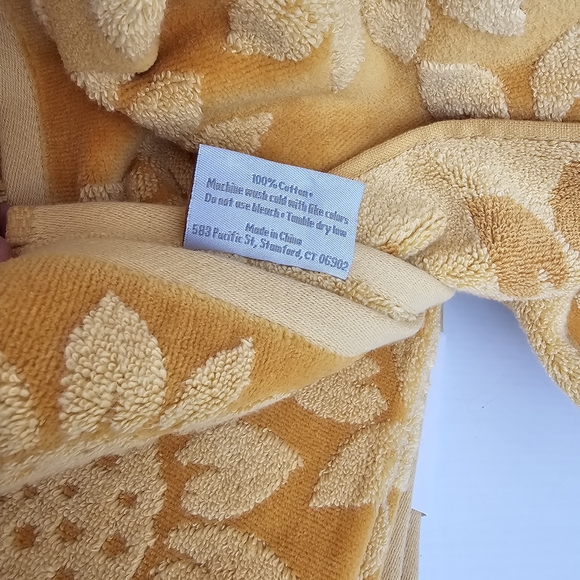 100% Cotton •
Machine wash cold with like colors
Do not use bleach • Tumble dry low
Made in China
583 Pacific St, Stamford, CT 06902